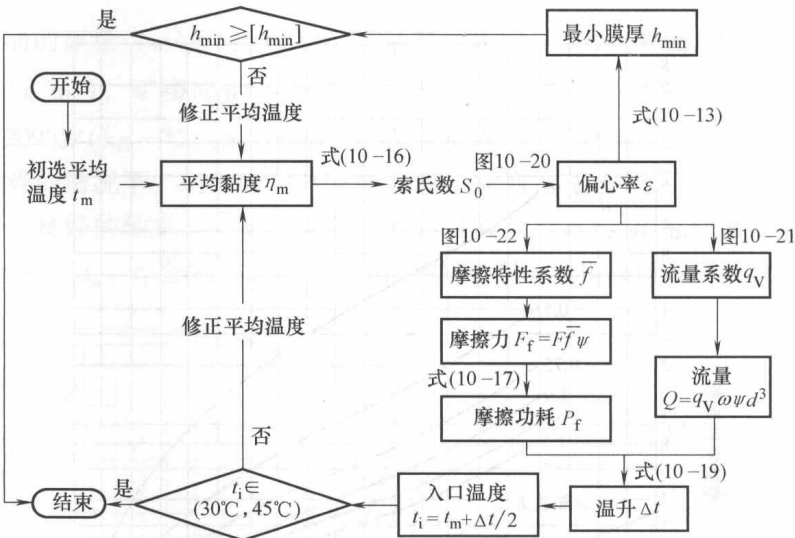 是
h_min≥[h_min]
最小膜厚 h_min
否
开始
修正平均温度
式(10-13)
式(10-16)
图10-20
初选平均
温度 t_m
平均黏度 η_m
索氏数 S_0
偏心率 ε
图10-22
图10-21
摩擦特性系数 f̅
流量系数q_V
修正平均温度
摩擦力 F_f=Ff̅ψ
式(10-17)
流量
Q=q_V ωψd³
摩擦功耗 P_f
否
式(10-19)
是
t_i∈
(30℃,45℃)
入口温度
t_i=t_m+Δt/2
温升 Δt
结束